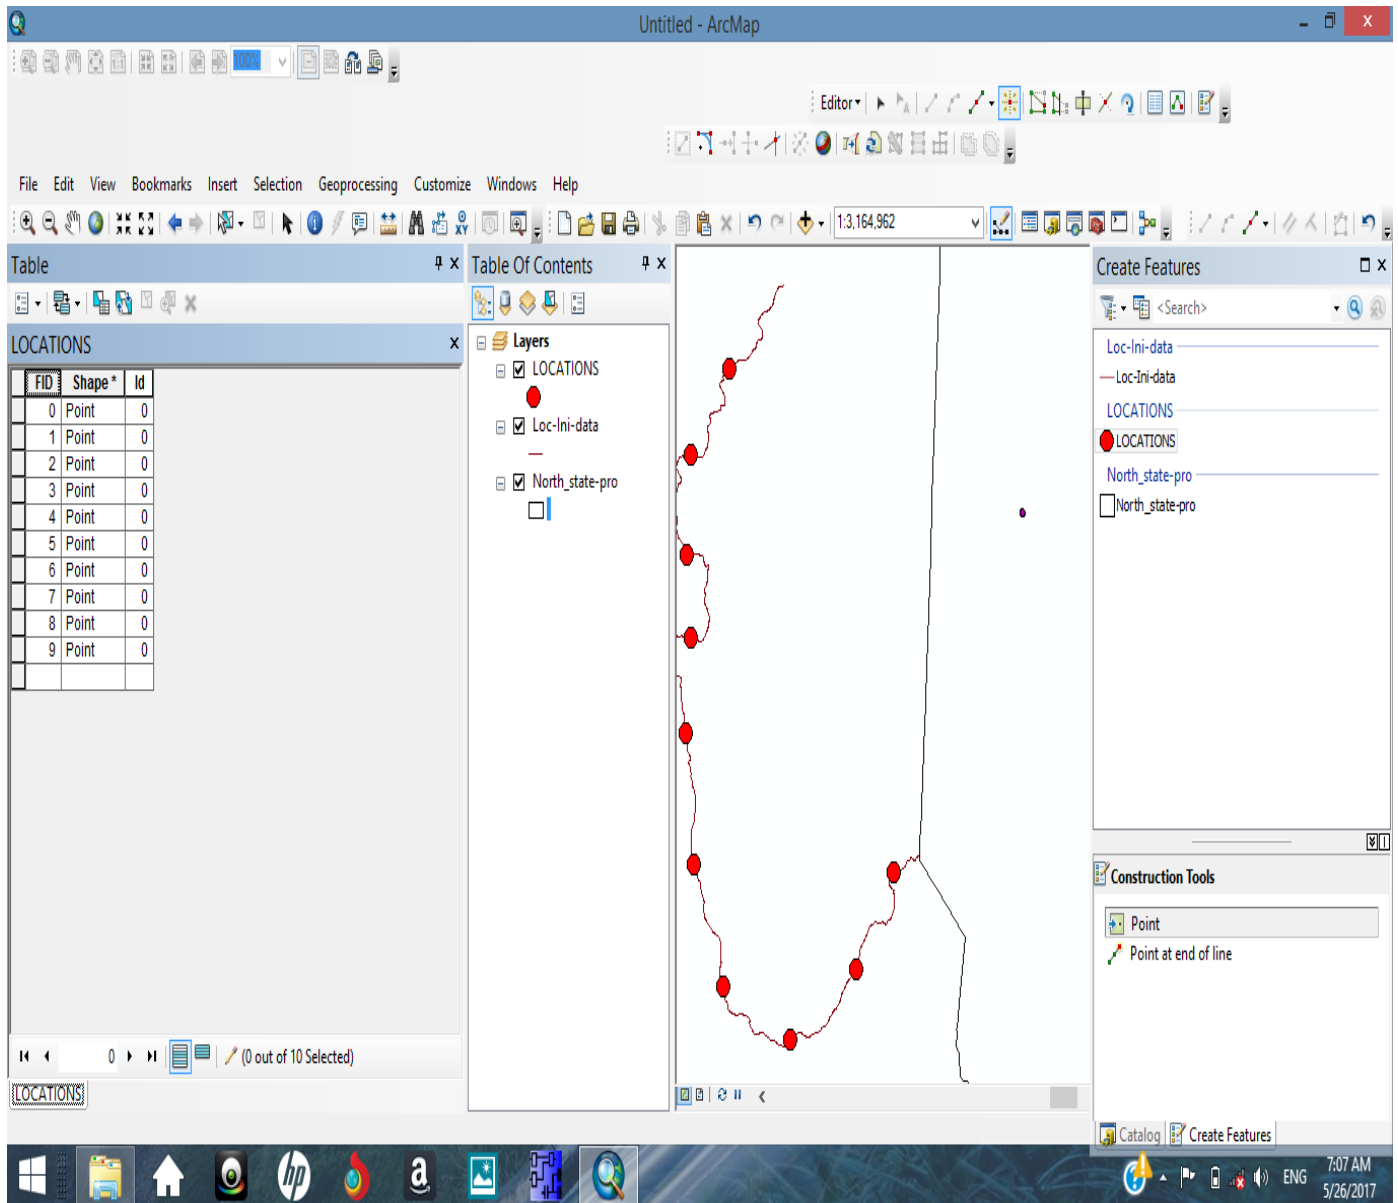 Untitled - ArcMap
100%
Editor
File Edit View Bookmarks Insert Selection Geoprocessing Customize Windows Help
1:3,164,962
Table
LOCATIONS
FID Shape * Id
0 Point 0
1 Point 0
2 Point 0
3 Point 0
4 Point 0
5 Point 0
6 Point 0
7 Point 0
8 Point 0
9 Point 0
0
(0 out of 10 Selected)
LOCATIONS
Table Of Contents
Layers
LOCATIONS
Loc-Ini-data
North_state-pro
Create Features
<Search>
Loc-Ini-data
Loc-Ini-data
LOCATIONS
LOCATIONS
North_state-pro
North_state-pro
Construction Tools
Point
Point at end of line
Catalog Create Features
hp
a
ENG
7:07 AM
5/26/2017